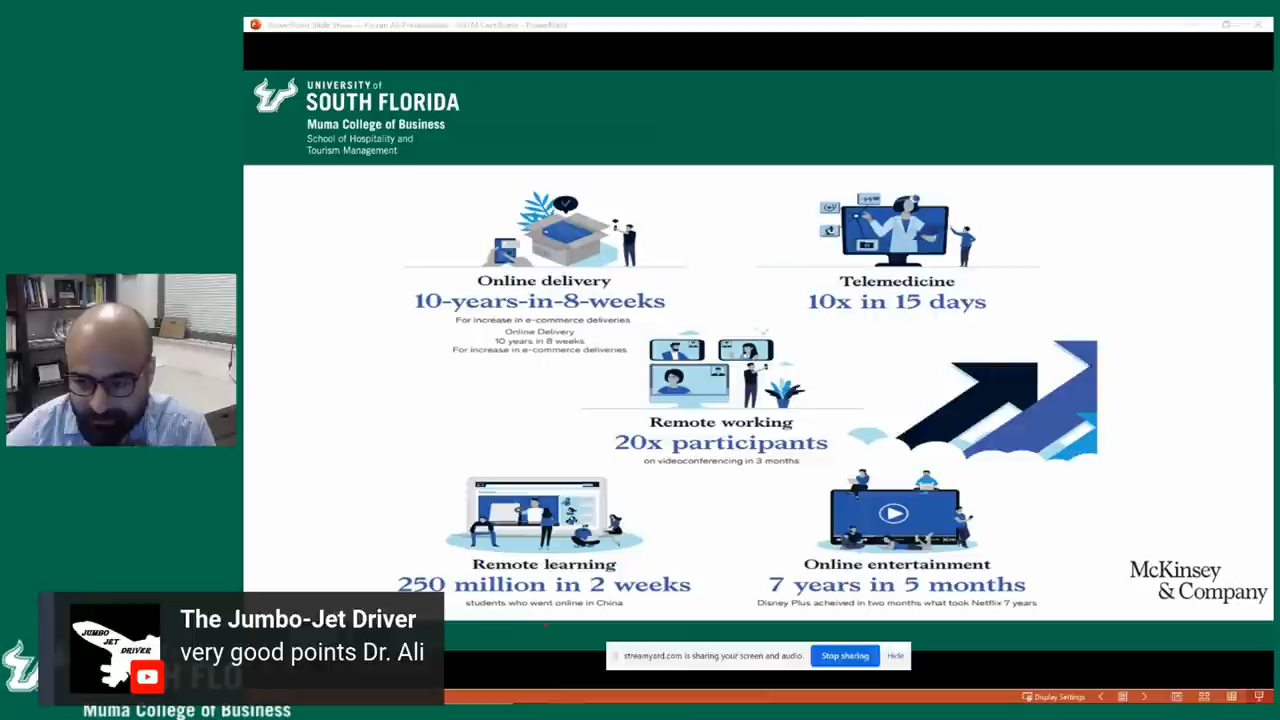 UNIVERSITY of
SOUTH FLORIDA
Muma College of Business
School of Hospitality and
Tourism Management
Online delivery
10-years-in-8-weeks
For increase in e-commerce deliveries
Online Delivery
10 years in 8 weeks
For increase in e-commerce deliveries
Telemedicine
10x in 15 days
Remote working
20x participants
on videoconferencing in 3 months
Remote learning
250 million in 2 weeks
students who went online in China
Online entertainment
7 years in 5 months
Disney Plus acheived in two months what took Netflix 7 years
McKinsey
& Company
JUMBO
JET
DRIVER
The Jumbo-Jet Driver
very good points Dr. Ali
streamyard.com is sharing your screen and audio.
Stop sharing
Hide
Display Settings
Muma College of Business